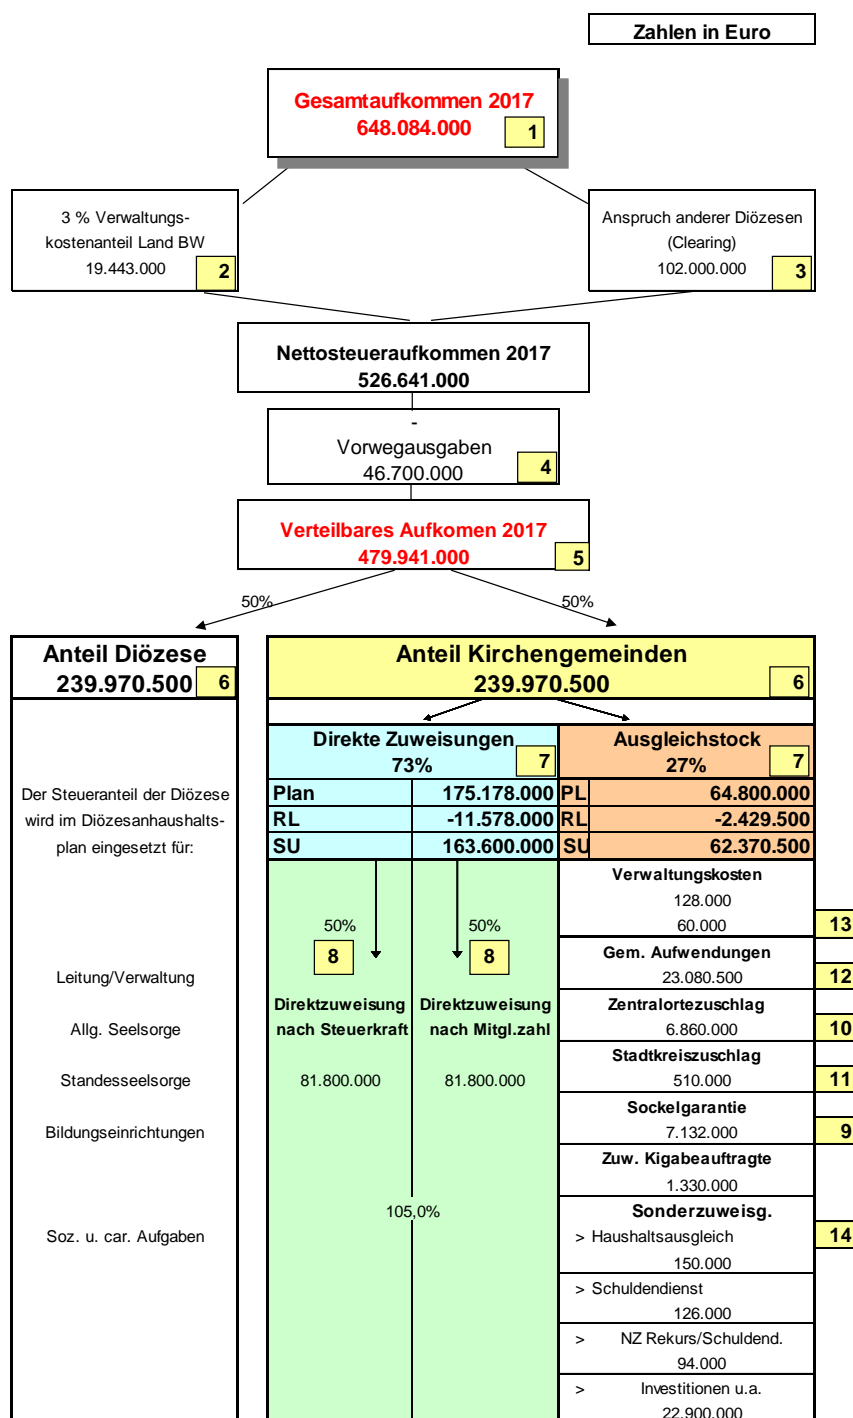 Zahlen in Euro
Gesamtaufkommen 2017
648.084.000
1
3 % Verwaltungs-
kostenanteil Land BW
19.443.000
2
Anspruch anderer Diözesen
(Clearing)
102.000.000
3
Nettosteueraufkommen 2017
526.641.000
-
Vorwegausgaben
46.700.000
4
Verteilbares Aufkomen 2017
479.941.000
5
50%
50%
Anteil Diözese
239.970.500
6
Der Steueranteil der Diözese
wird im Diözesanhaushalts-
plan eingesetzt für:
Leitung/Verwaltung
Allg. Seelsorge
Standesseelsorge
Bildungseinrichtungen
Soz. u. car. Aufgaben
Anteil Kirchengemeinden
239.970.500
6
Direkte Zuweisungen
73%
7
Plan 175.178.000
RL -11.578.000
SU 163.600.000
50%
50%
8
8
Direktzuweisung
nach Steuerkraft
81.800.000
Direktzuweisung
nach Mitgl.zahl
81.800.000
105,0%
Ausgleichstock
27%
7
PL 64.800.000
RL -2.429.500
SU 62.370.500
Verwaltungskosten
128.000
60.000
13
Gem. Aufwendungen
23.080.500
12
Zentralortezuschlag
6.860.000
10
Stadtkreiszuschlag
510.000
11
Sockelgarantie
7.132.000
9
Zuw. Kigabeauftragte
1.330.000
Sonderzuweisg.
14
> Haushaltsausgleich
150.000
> Schuldendienst
126.000
> NZ Rekurs/Schuldend.
94.000
> Investitionen u.a.
22.900.000